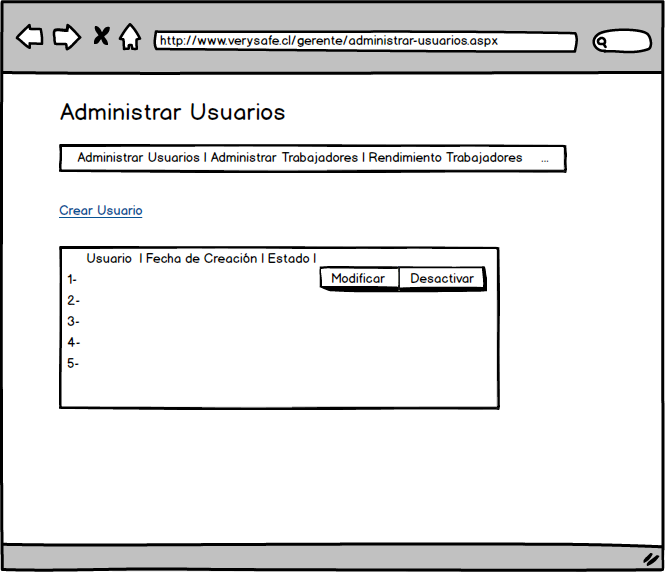 http://www.verysafe.cl/gerente/administrar-usuarios.aspx
Administrar Usuarios
Administrar Usuarios | Administrar Trabajadores | Rendimiento Trabajadores ...
Crear Usuario
Usuario | Fecha de Creación | Estado |
1- Modificar Desactivar
2-
3-
4-
5-